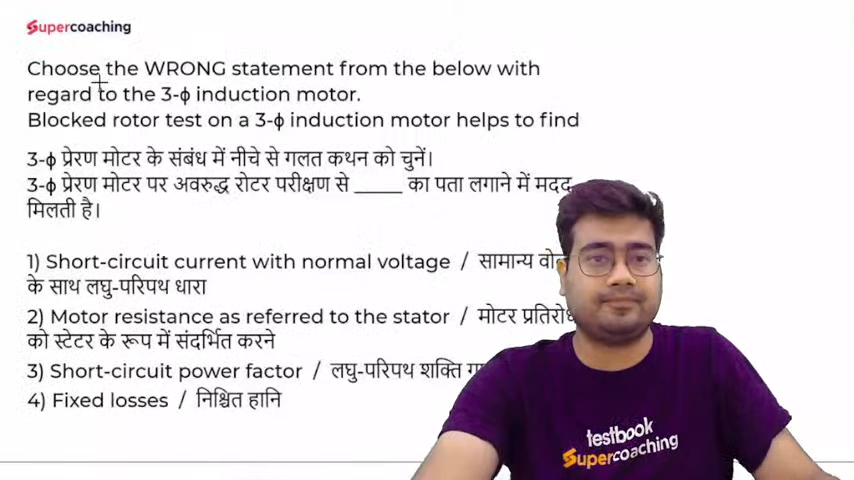 Supercoaching
Choose the WRONG statement from the below with
regard to the 3-ϕ induction motor.
Blocked rotor test on a 3-ϕ induction motor helps to find
3-ϕ प्रेरण मोटर के संबंध में नीचे से गलत कथन को चुनें।
3-ϕ प्रेरण मोटर पर अवरुद्ध रोटर परीक्षण से _____ का पता लगाने में मदद
मिलती है।
1) Short-circuit current with normal voltage / सामान्य
के साथ लघु-परिपथ धारा
2) Motor resistance as referred to the stator / मोटर
को स्टेटर के रूप में संदर्भित करने
3) Short-circuit power factor / लघु-परिपथ शक्ति
4) Fixed losses / निश्चित हानि
testbook
Supercoaching